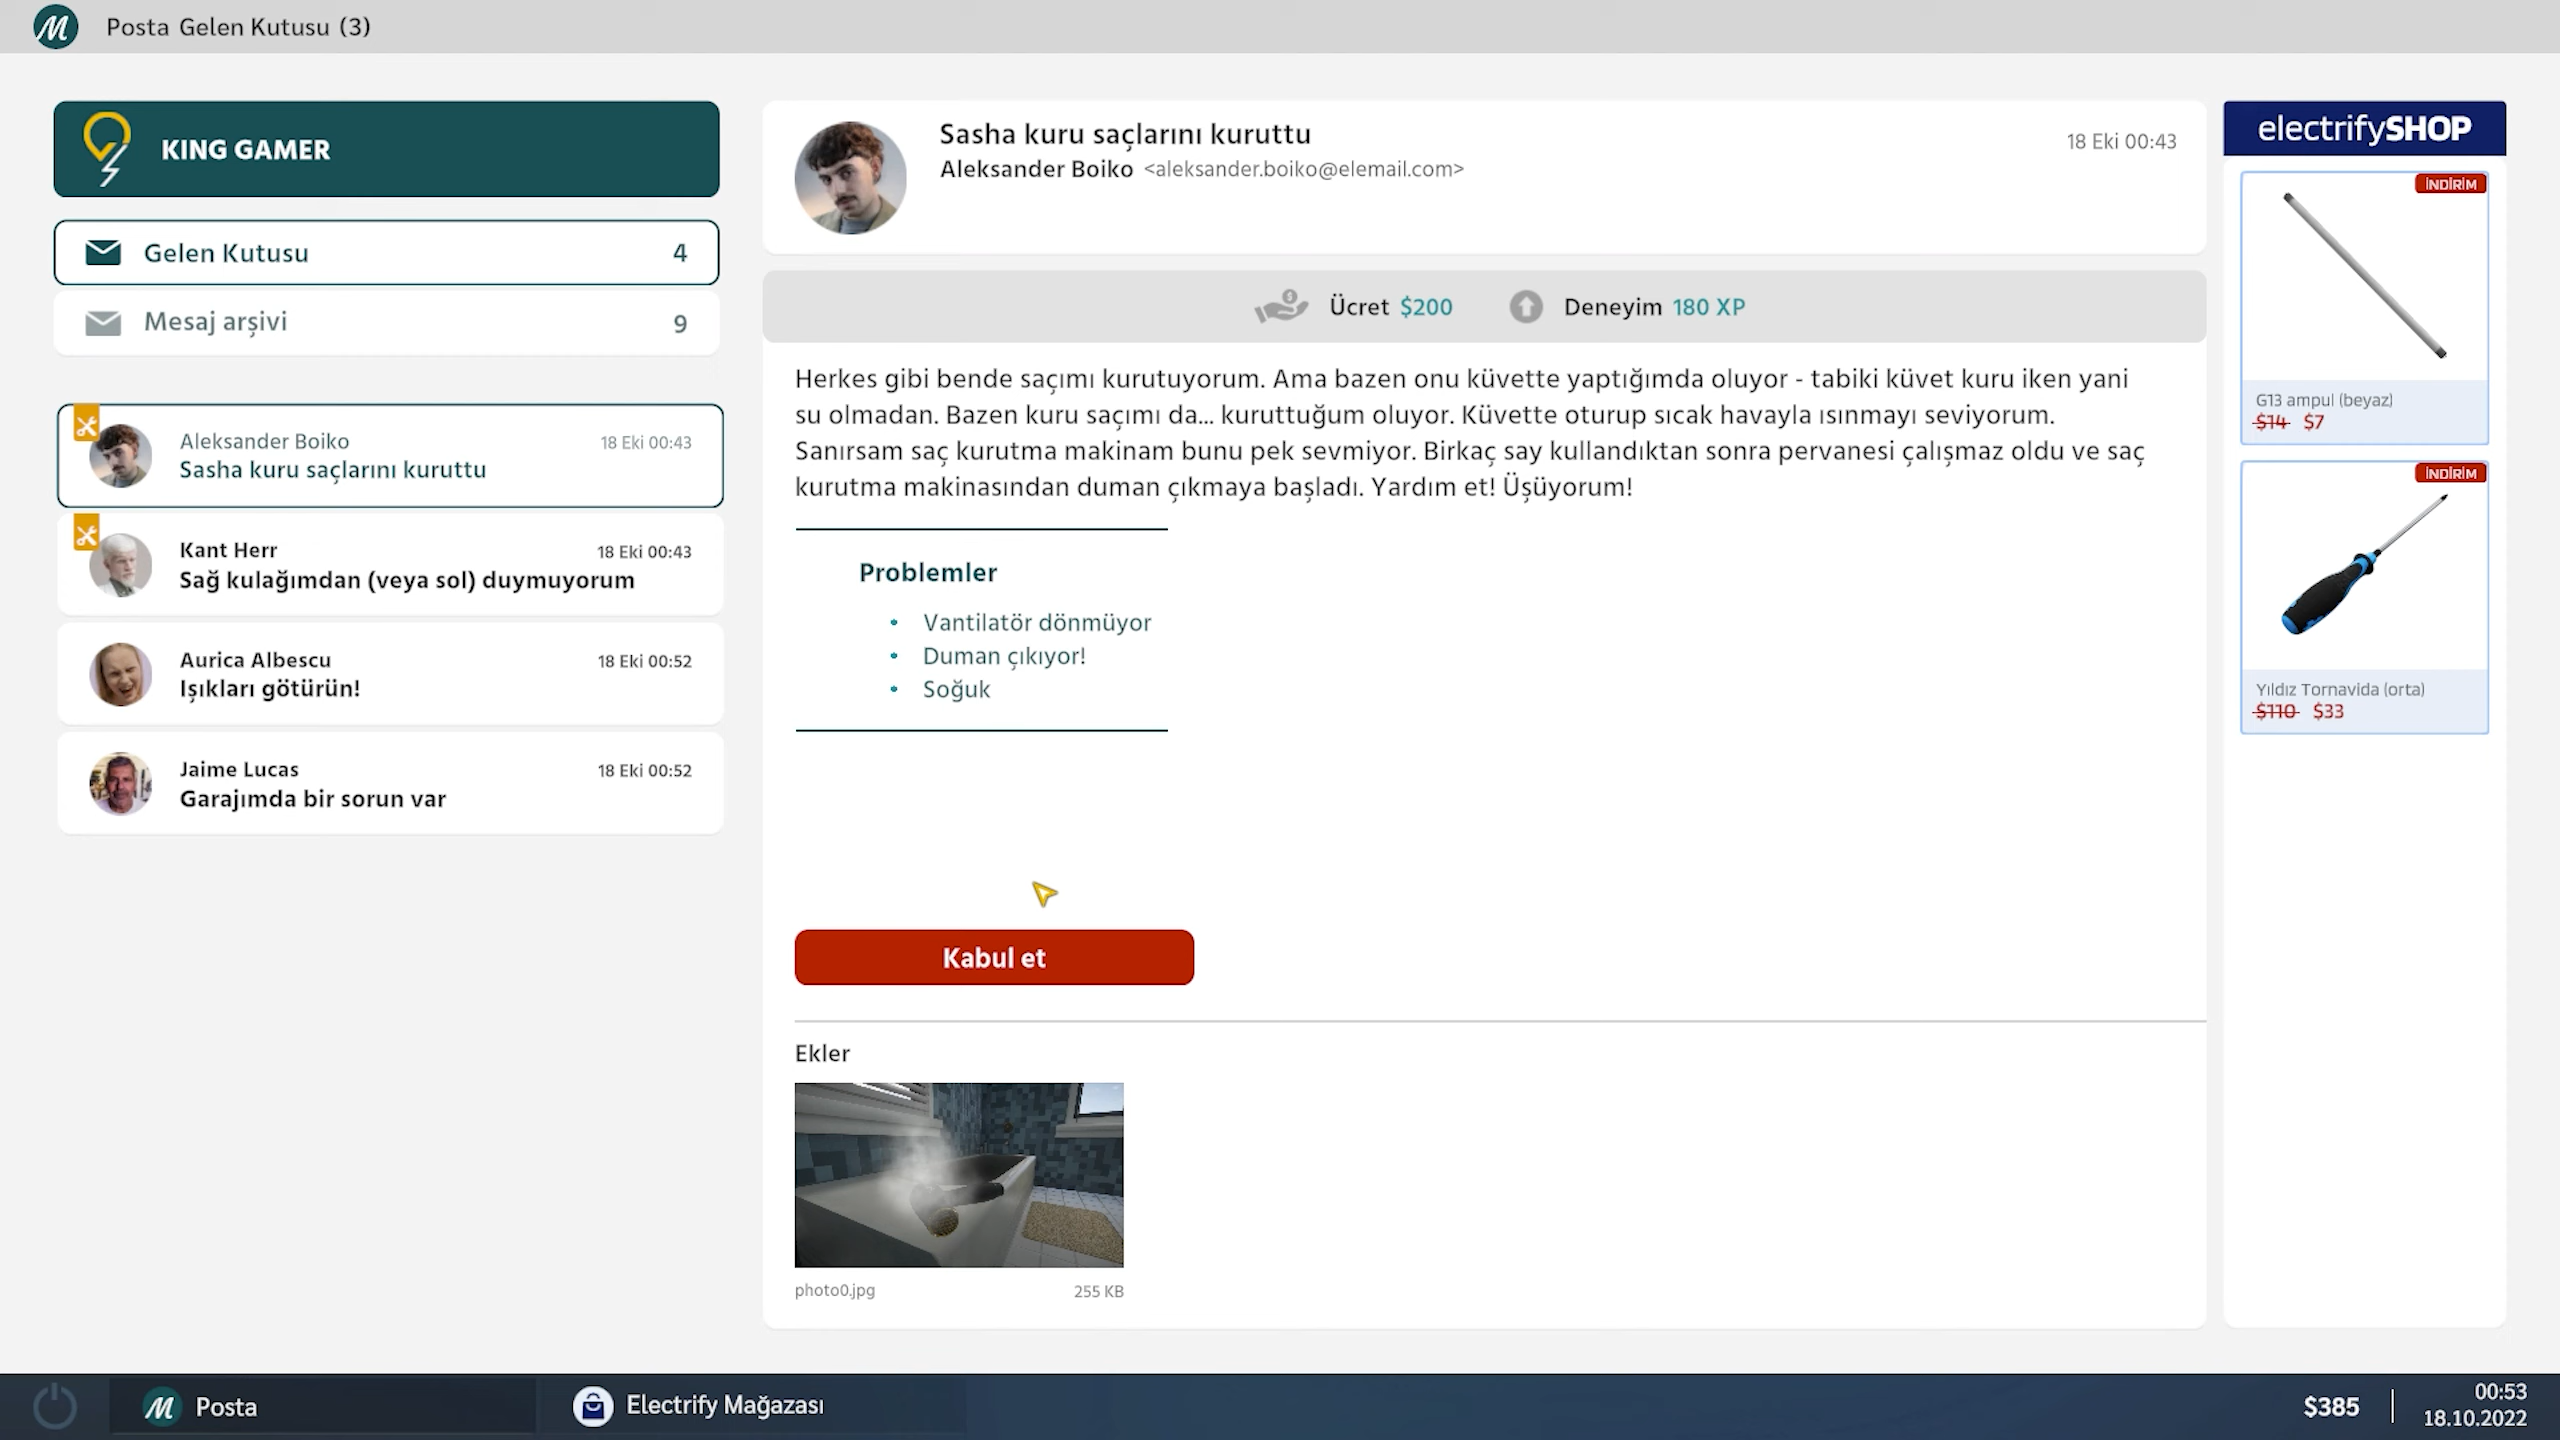 Posta Gelen Kutusu (3)
KING GAMER
Gelen Kutusu 4
Mesaj arşivi 9
Aleksander Boiko 18 Eki 00:43
Sasha kuru saçlarını kuruttu
Kant Herr 18 Eki 00:43
Sağ kulağımdan (veya sol) duymuyorum
Aurica Albescu 18 Eki 00:52
Işıkları götürün!
Jaime Lucas 18 Eki 00:52
Garajımda bir sorun var
Sasha kuru saçlarını kuruttu 18 Eki 00:43
Aleksander Boiko <aleksander.boiko@elemail.com>
Ücret $200 Deneyim 180 XP
Herkes gibi bende saçımı kurutuyorum. Ama bazen onu küvette yaptığımda oluyor - tabiki küvet kuru iken yani
su olmadan. Bazen kuru saçımı da... kuruttuğum oluyor. Küvette oturup sıcak havayla ısınmayı seviyorum.
Sanırsam saç kurutma makinam bunu pek sevmiyor. Birkaç say kullandıktan sonra pervanesi çalışmaz oldu ve saç
kurutma makinasından duman çıkmaya başladı. Yardım et! Üşüyorum!
Problemler
• Vantilatör dönmüyor
• Duman çıkıyor!
• Soğuk
Kabul et
Ekler
photo0.jpg 255 KB
electrifySHOP
İNDİRİM
G13 ampul (beyaz)
$14 $7
İNDİRİM
Yıldız Tornavida (orta)
$110 $33
Posta
Electrify Mağazası
$385
00:53
18.10.2022